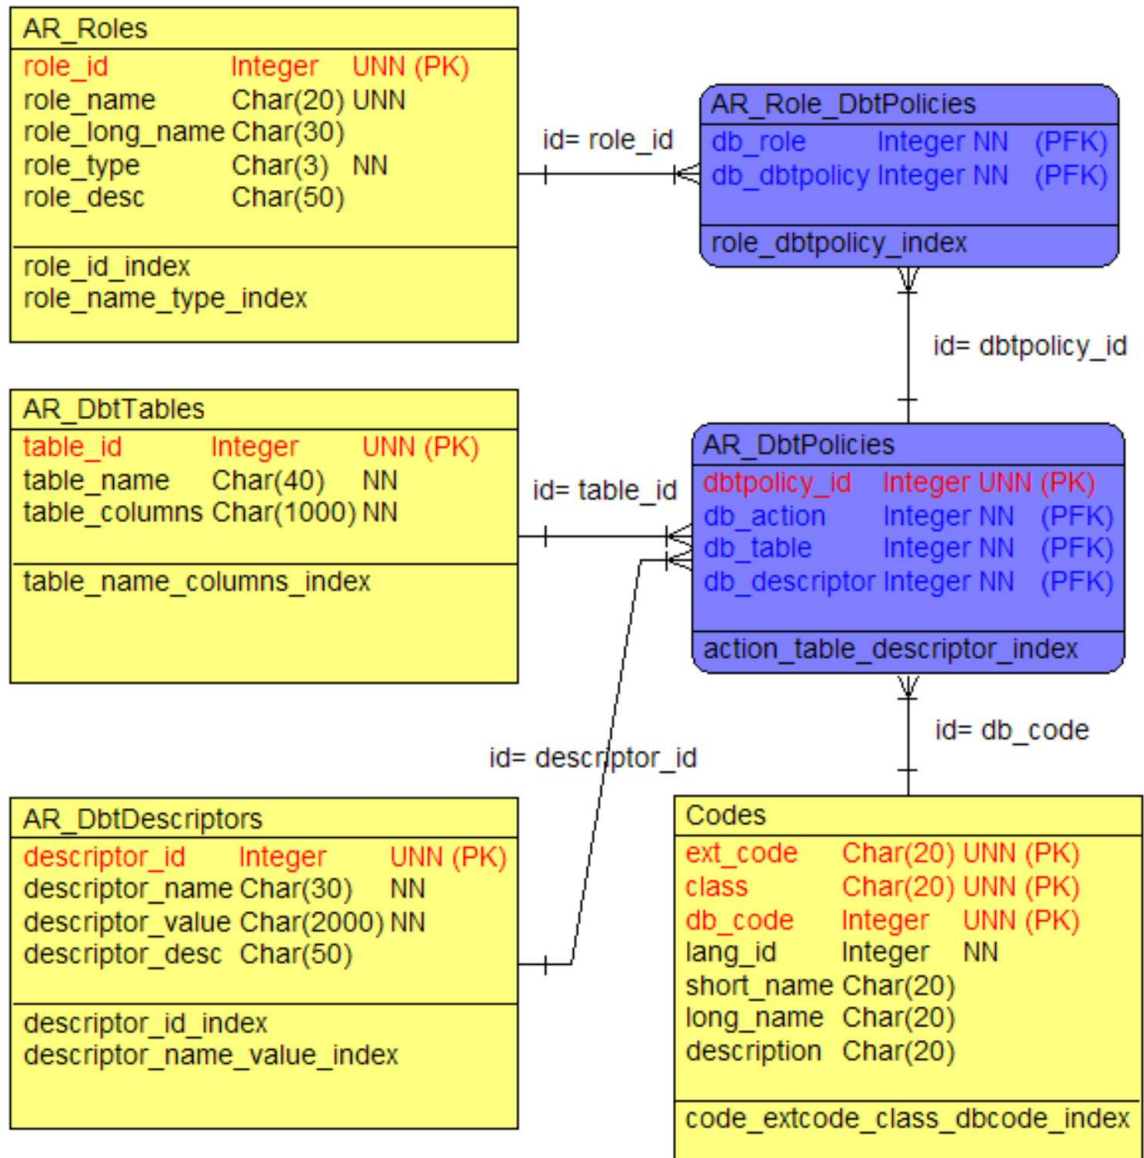 AR_Roles
role_id Integer UNN (PK)
role_name Char(20) UNN
role_long_name Char(30)
role_type Char(3) NN
role_desc Char(50)
role_id_index
role_name_type_index
id= role_id
AR_Role_DbtPolicies
db_role Integer NN (PFK)
db_dbtpolicy Integer NN (PFK)
role_dbtpolicy_index
id= dbtpolicy_id
AR_DbtTables
table_id Integer UNN (PK)
table_name Char(40) NN
table_columns Char(1000) NN
table_name_columns_index
id= table_id
AR_DbtPolicies
dbtpolicy_id Integer UNN (PK)
db_action Integer NN (PFK)
db_table Integer NN (PFK)
db_descriptor Integer NN (PFK)
action_table_descriptor_index
id= descriptor_id
id= db_code
AR_DbtDescriptors
descriptor_id Integer UNN (PK)
descriptor_name Char(30) NN
descriptor_value Char(2000) NN
descriptor_desc Char(50)
descriptor_id_index
descriptor_name_value_index
Codes
ext_code Char(20) UNN (PK)
class Char(20) UNN (PK)
db_code Integer UNN (PK)
lang_id Integer NN
short_name Char(20)
long_name Char(20)
description Char(20)
code_extcode_class_dbcode_index